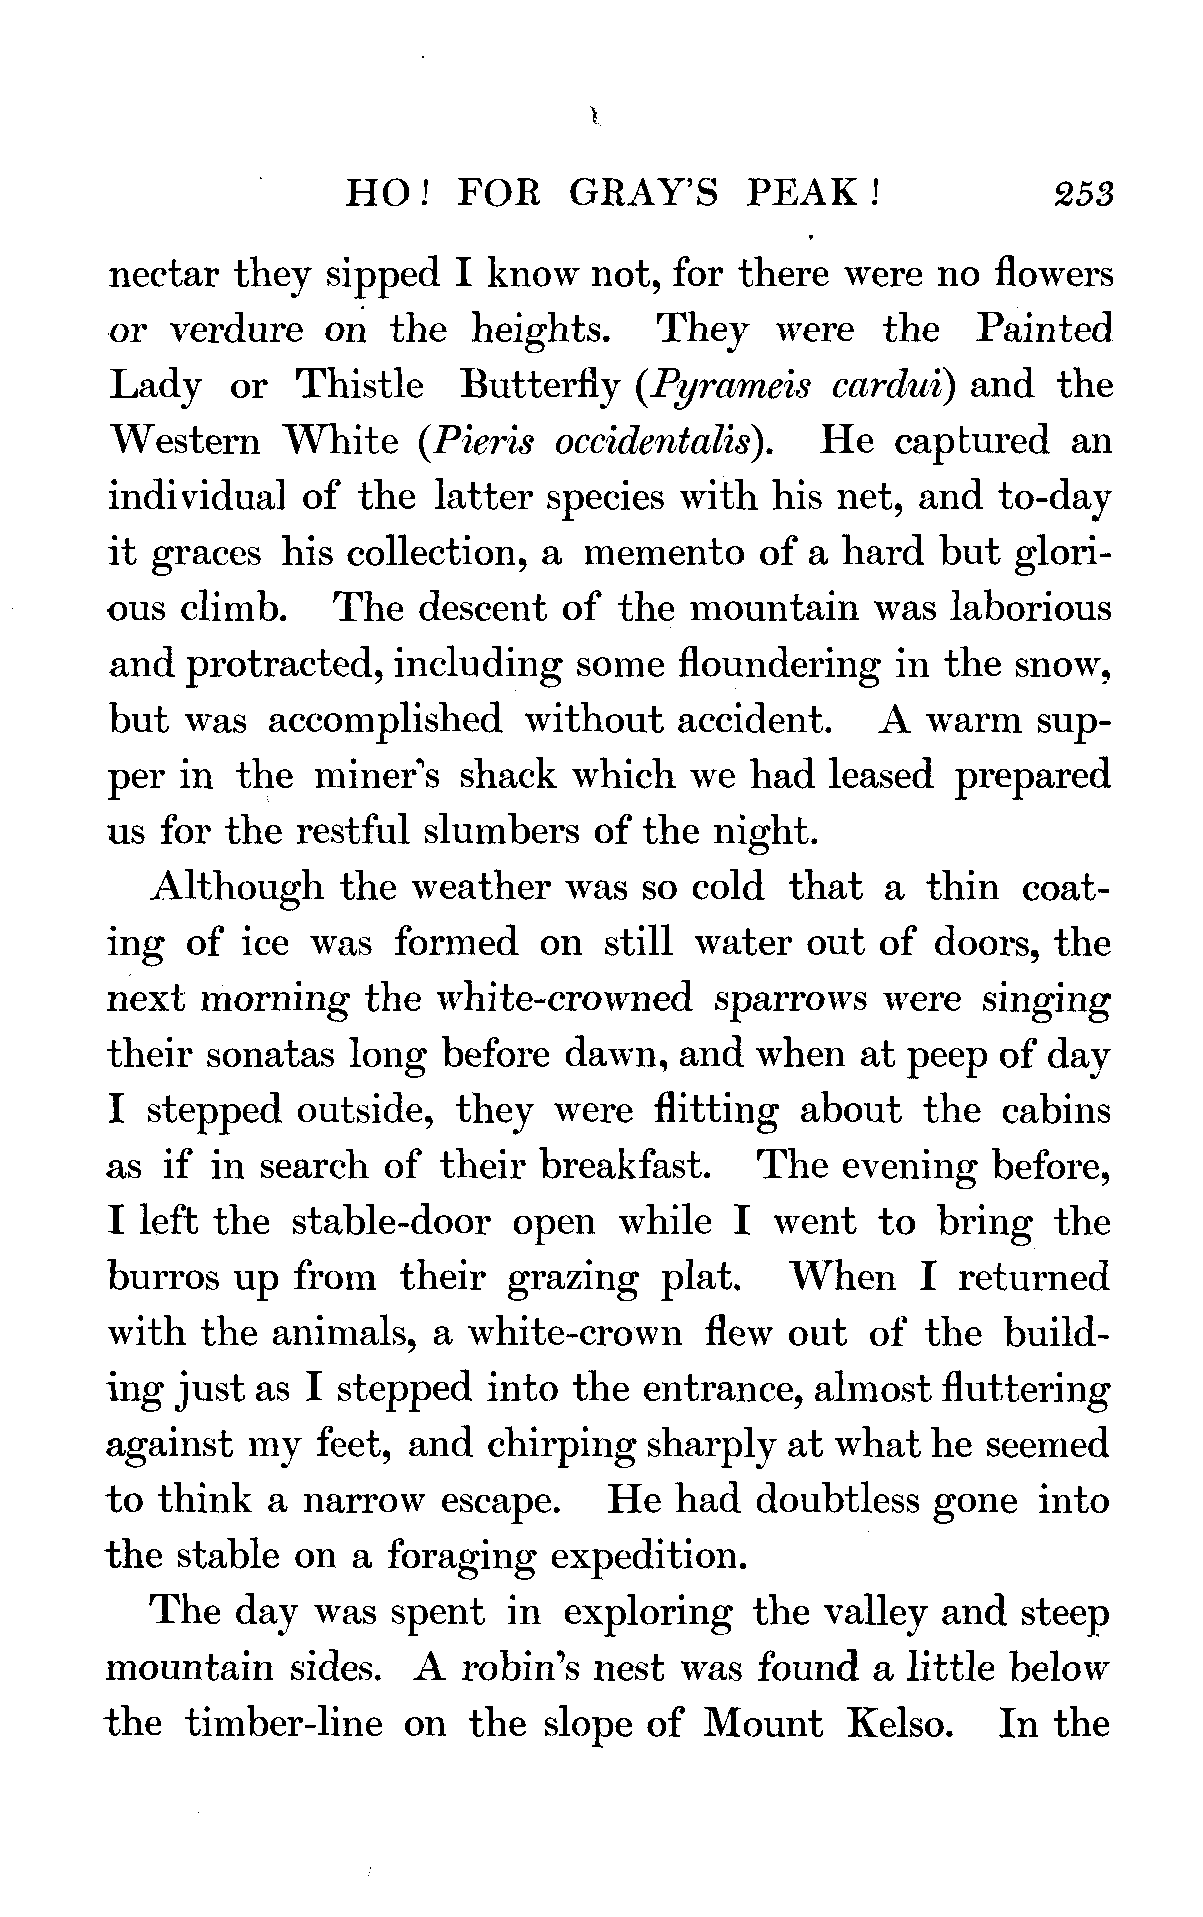 HO! FOR GRAY'S PEAK! 253
nectar they sipped I know not, for there were no flowers
or verdure on the heights. They were the Painted
Lady or Thistle Butterfly (Pyrameis cardui) and the
Western White (Pieris occidentalis). He captured an
individual of the latter species with his net, and to-day
it graces his collection, a memento of a hard but glori-
ous climb. The descent of the mountain was laborious
and protracted, including some floundering in the snow,
but was accomplished without accident. A warm sup-
per in the miner's shack which we had leased prepared
us for the restful slumbers of the night.
Although the weather was so cold that a thin coat-
ing of ice was formed on still water out of doors, the
next morning the white-crowned sparrows were singing
their sonatas long before dawn, and when at peep of day
I stepped outside, they were flitting about the cabins
as if in search of their breakfast. The evening before,
I left the stable-door open while I went to bring the
burros up from their grazing plat. When I returned
with the animals, a white-crown flew out of the build-
ing just as I stepped into the entrance, almost fluttering
against my feet, and chirping sharply at what he seemed
to think a narrow escape. He had doubtless gone into
the stable on a foraging expedition.
The day was spent in exploring the valley and steep
mountain sides. A robin's nest was found a little below
the timber-line on the slope of Mount Kelso. In the